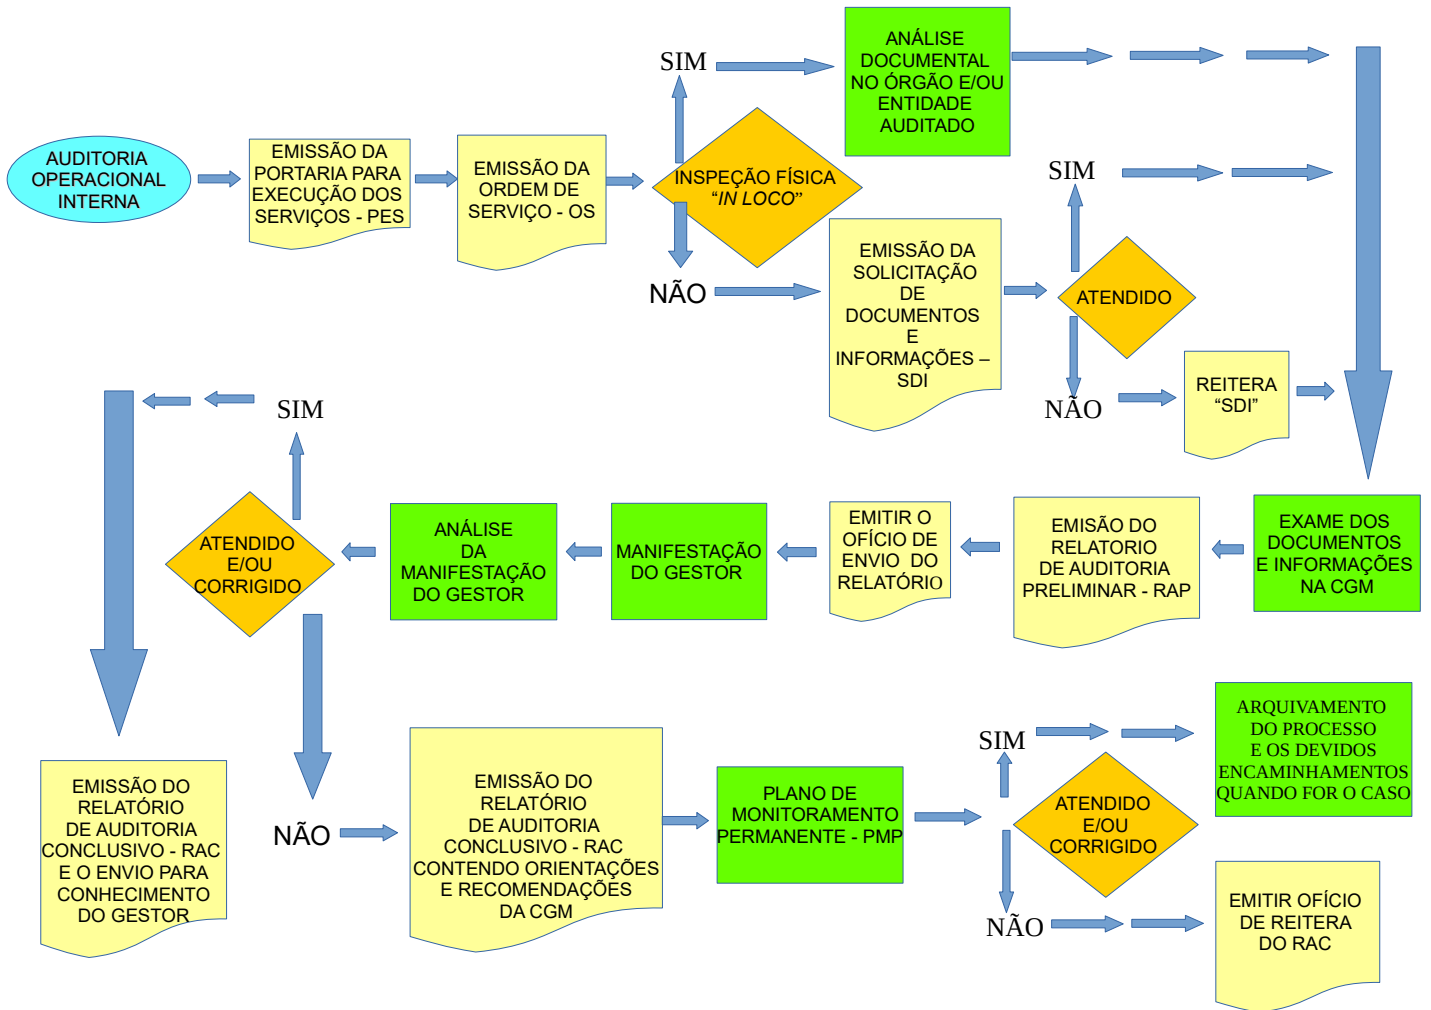 AUDITORIA
OPERACIONAL
INTERNA
EMISSÃO DA
PORTARIA PARA
EXECUÇÃO DOS
SERVIÇOS - PES
EMISSÃO DA
ORDEM DE
SERVIÇO - OS
INSPEÇÃO FÍSICA
“IN LOCO”
SIM
ANÁLISE
DOCUMENTAL
NO ÓRGÃO E/OU
ENTIDADE
AUDITADO
NÃO
EMISSÃO DA
SOLICITAÇÃO
DE
DOCUMENTOS
E
INFORMAÇÕES –
SDI
ATENDIDO
SIM
NÃO
REITERA
“SDI”
EXAME DOS
DOCUMENTOS
E INFORMAÇÕES
NA CGM
EMISÃO DO
RELATORIO
DE AUDITORIA
PRELIMINAR - RAP
EMITIR O
OFÍCIO DE
ENVIO DO
RELATÓRIO
MANIFESTAÇÃO
DO GESTOR
ANÁLISE
DA
MANIFESTAÇÃO
DO GESTOR
ATENDIDO
E/OU
CORRIGIDO
SIM
EMISSÃO DO
RELATÓRIO
DE AUDITORIA
CONCLUSIVO - RAC
E O ENVIO PARA
CONHECIMENTO
DO GESTOR
NÃO
EMISSÃO DO
RELATÓRIO
DE AUDITORIA
CONCLUSIVO - RAC
CONTENDO ORIENTAÇÕES
E RECOMENDAÇÕES
DA CGM
PLANO DE
MONITORAMENTO
PERMANENTE - PMP
ATENDIDO
E/OU
CORRIGIDO
SIM
ARQUIVAMENTO
DO PROCESSO
E OS DEVIDOS
ENCAMINHAMENTOS
QUANDO FOR O CASO
NÃO
EMITIR OFÍCIO
DE REITERA
DO RAC